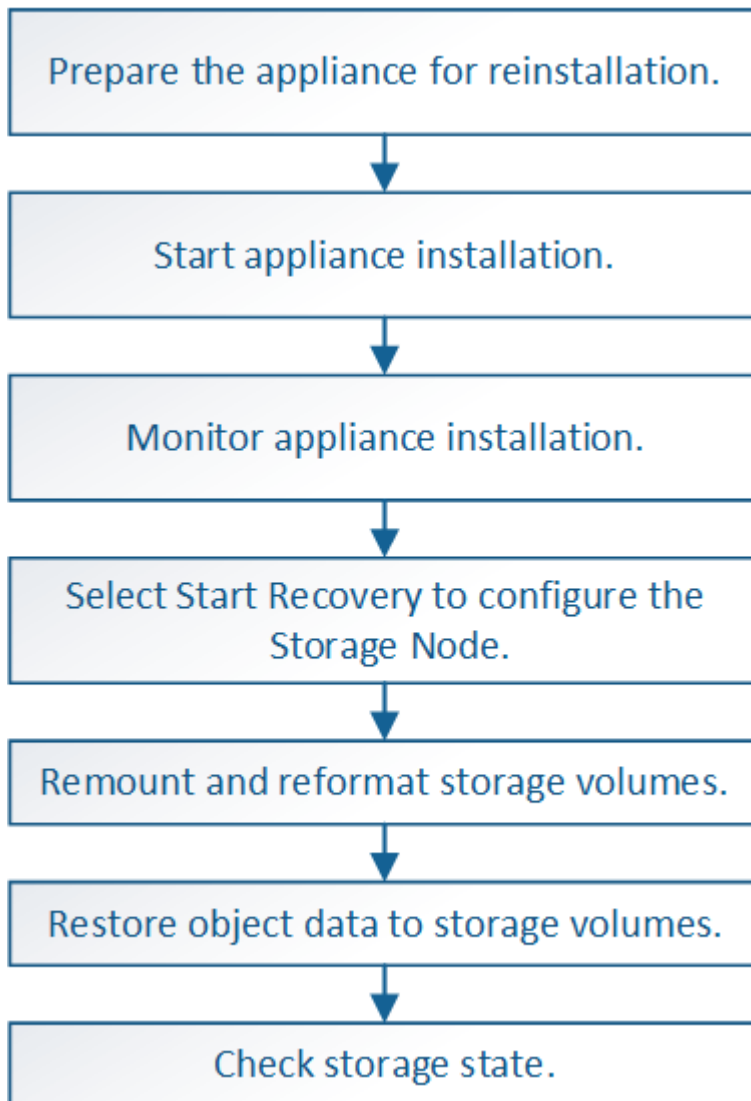 Prepare the appliance for reinstallation.
Start appliance installation.
Monitor appliance installation.
Select Start Recovery to configure the
Storage Node.
Remount and reformat storage volumes.
Restore object data to storage volumes.
Check storage state.